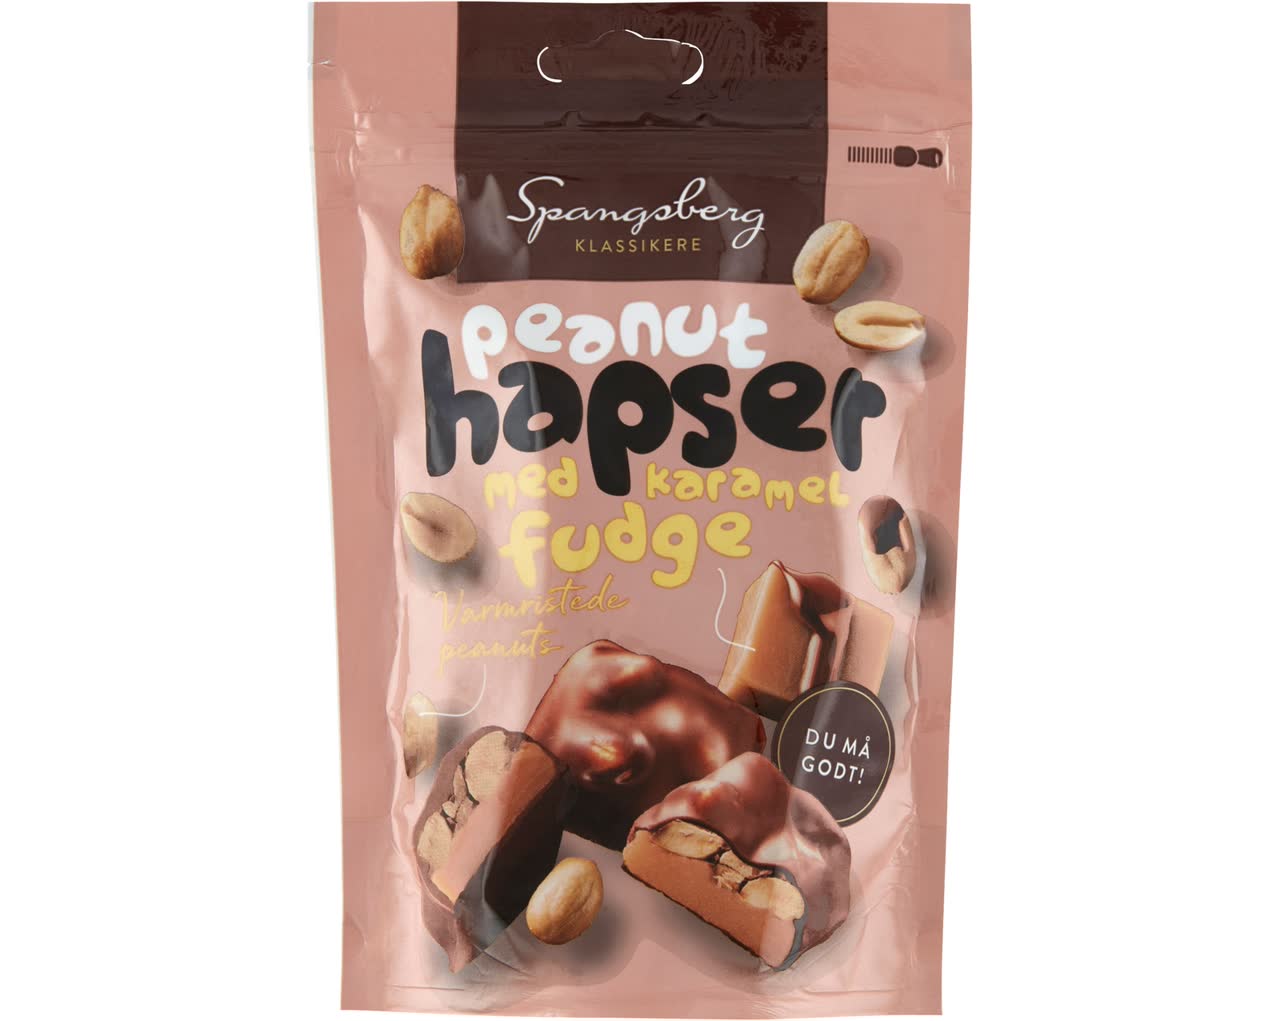 Spangsberg
KLASSIKERE
peanut
hapser
med karamel
fudge
Varmristede
peanuts
DU MÅ
GODT!